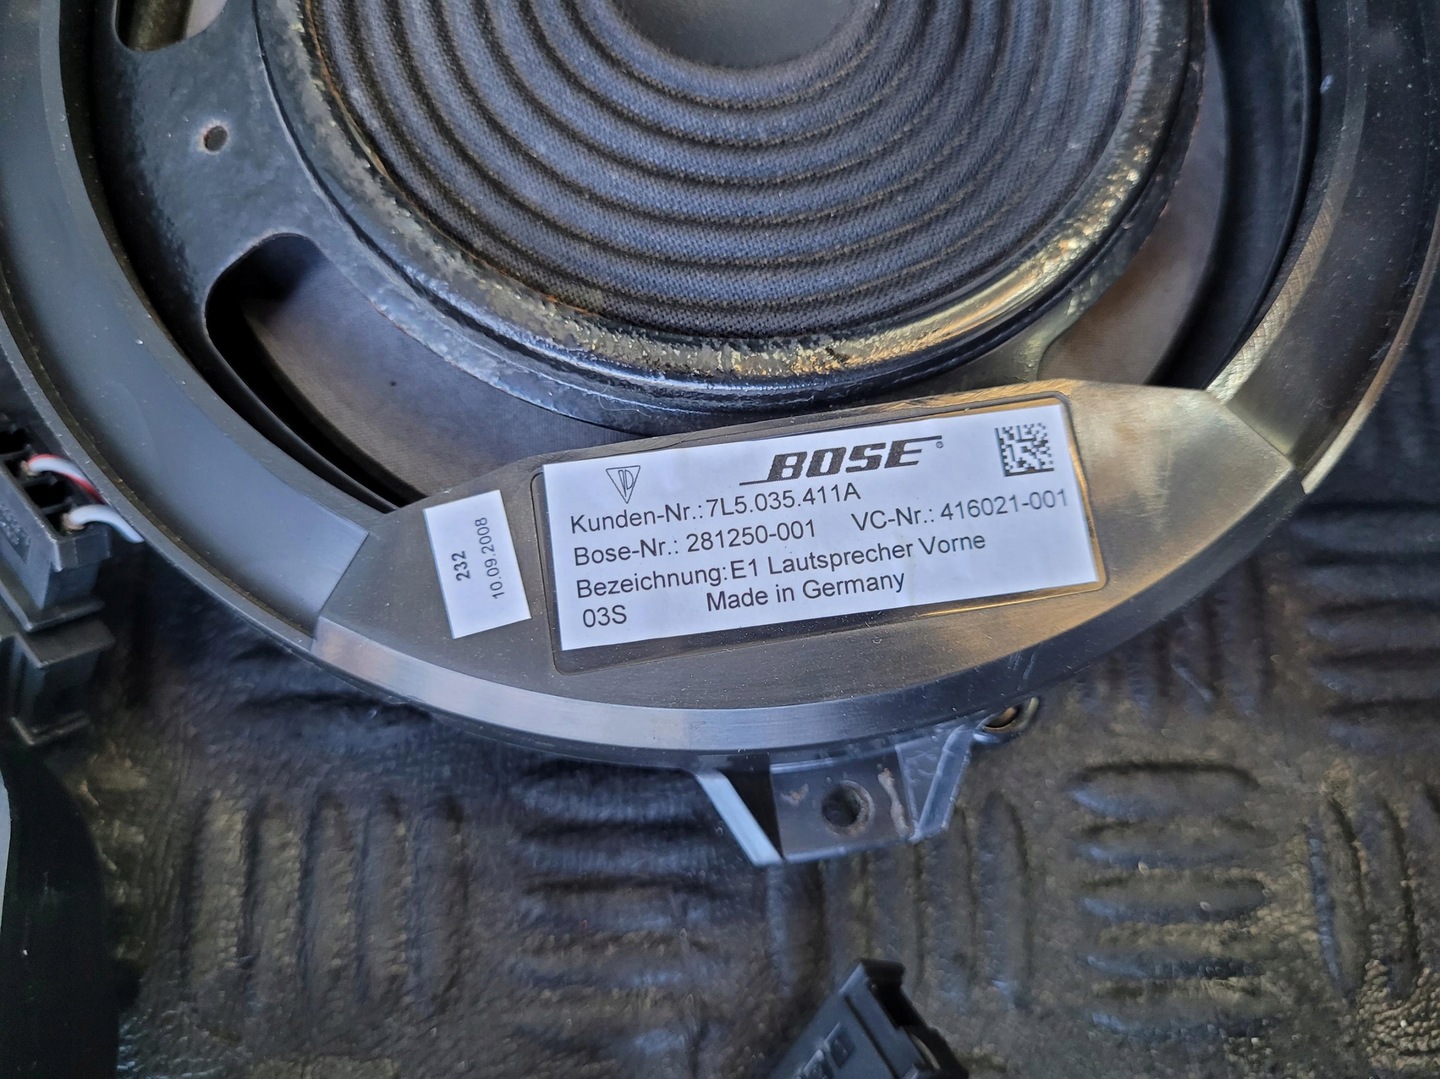 BOSE®
Kunden-Nr.:7L5.035.411A
Bose-Nr.: 281250-001 VC-Nr.: 416021-001
Bezeichnung:E1 Lautsprecher Vorne
03S Made in Germany
232
10.09.2008